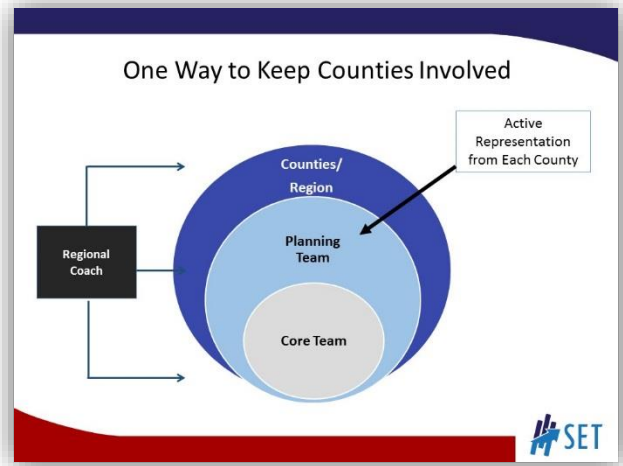 One Way to Keep Counties Involved
Active
Representation
from Each County
Counties/
Region
Planning
Team
Regional
Coach
Core Team
SET